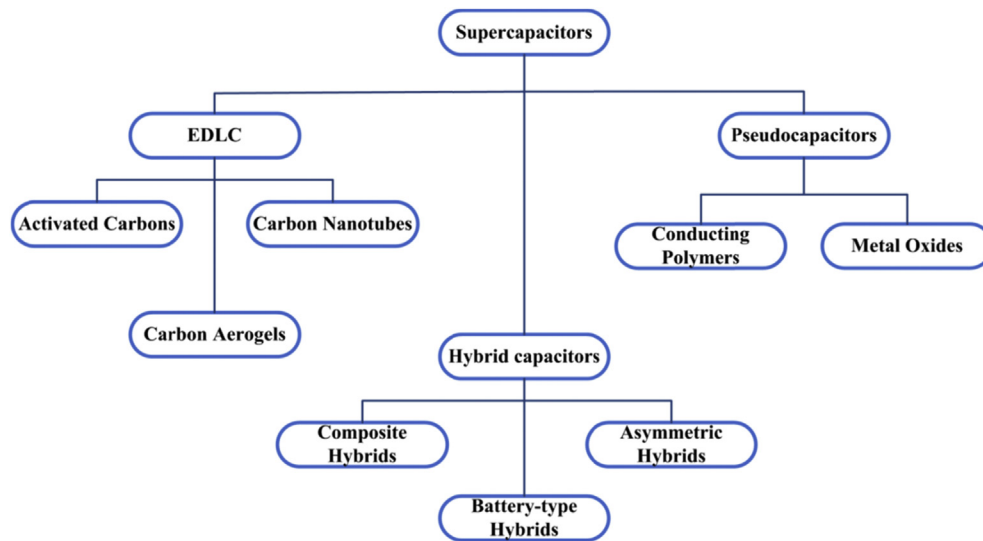 Supercapacitors
EDLC
Pseudocapacitors
Activated Carbons
Carbon Nanotubes
Conducting
Polymers
Metal Oxides
Carbon Aerogels
Hybrid capacitors
Composite
Hybrids
Asymmetric
Hybrids
Battery-type
Hybrids